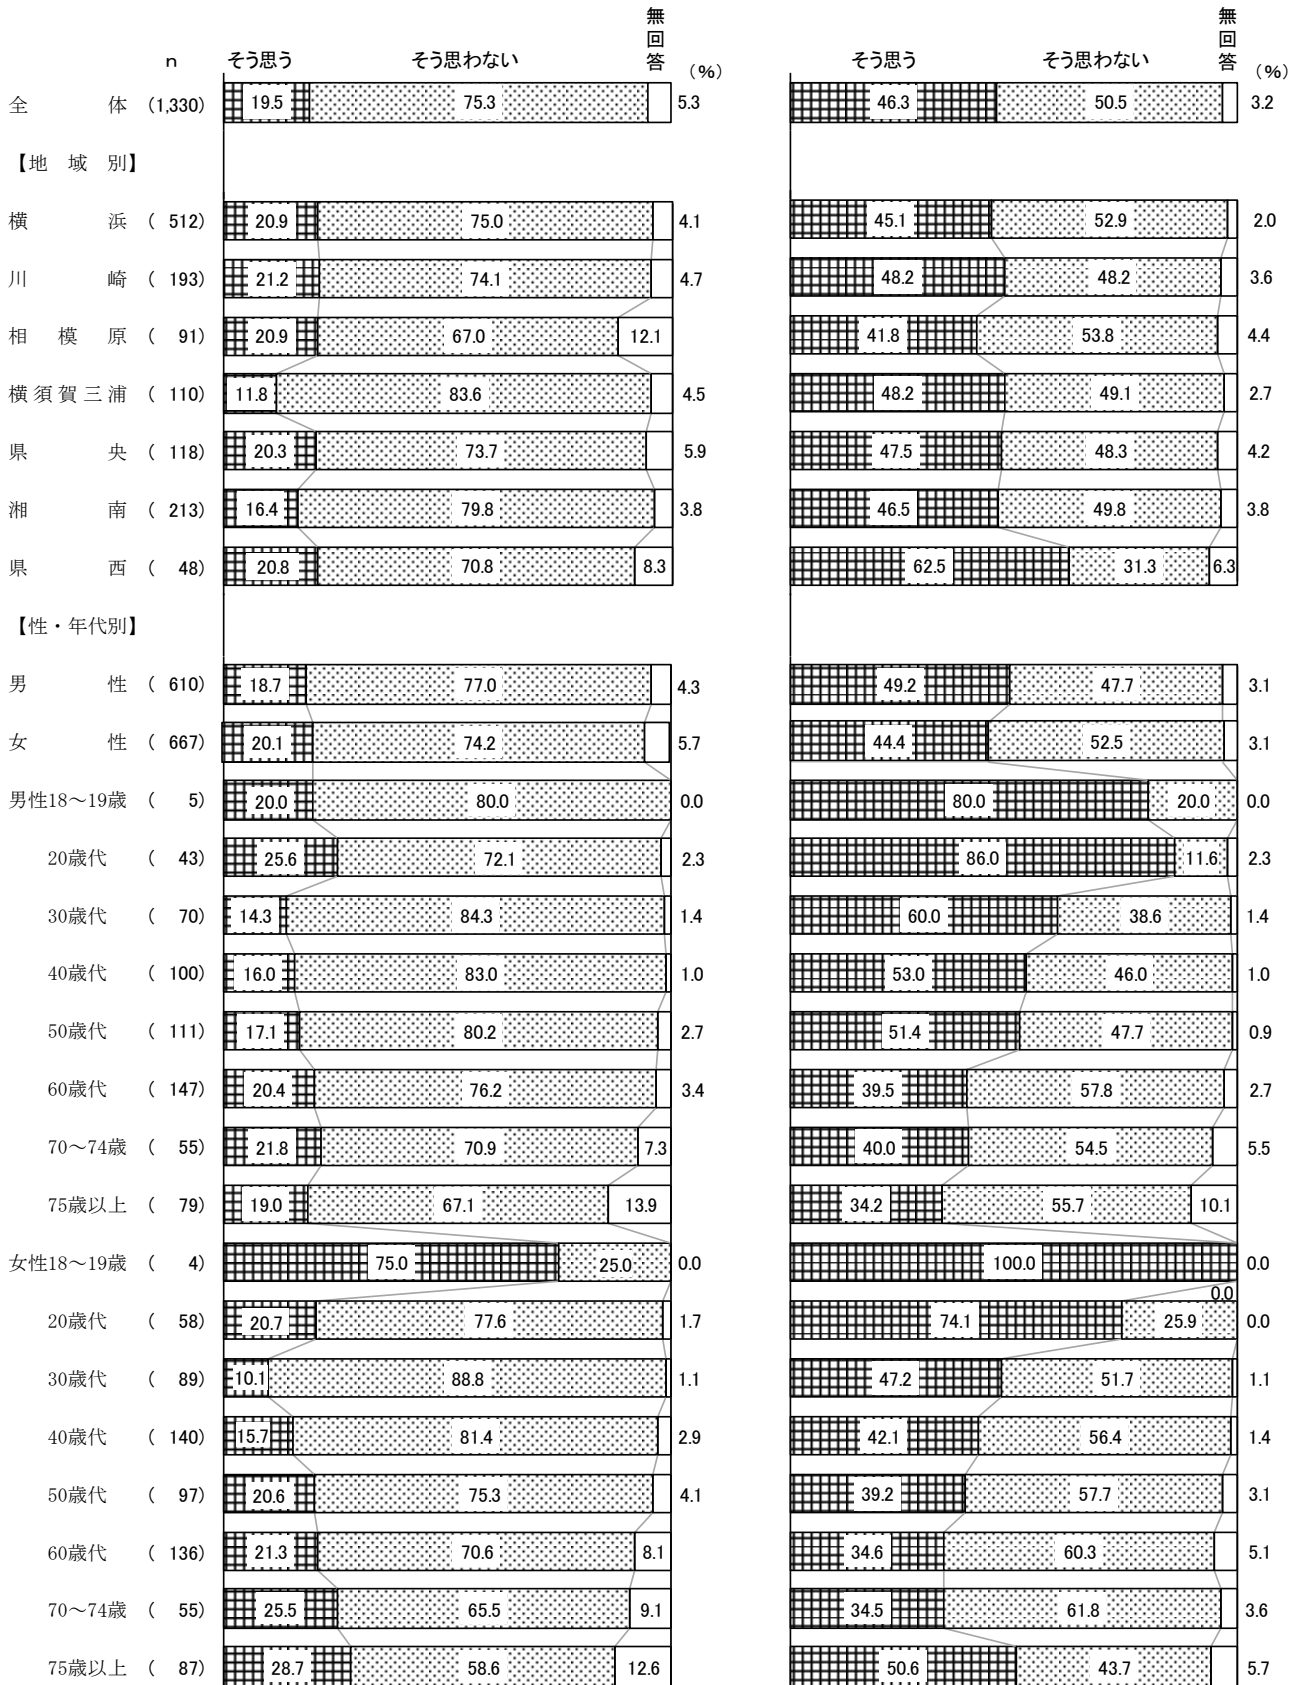 無 無
回 回
n そう思う そう思わない 答 (%) そう思う そう思わない 答 (%)
全体 (1,330) 19.5 75.3 5.3 46.3 50.5 3.2
【地 域 別】
横浜 ( 512) 20.9 75.0 4.1 45.1 52.9 2.0
川崎 ( 193) 21.2 74.1 4.7 48.2 48.2 3.6
相模原 ( 91) 20.9 67.0 12.1 41.8 53.8 4.4
横須賀三浦 ( 110) 11.8 83.6 4.5 48.2 49.1 2.7
県央 ( 118) 20.3 73.7 5.9 47.5 48.3 4.2
湘南 ( 213) 16.4 79.8 3.8 46.5 49.8 3.8
県西 ( 48) 20.8 70.8 8.3 62.5 31.3 6.3
【性・年代別】
男性 ( 610) 18.7 77.0 4.3 49.2 47.7 3.1
女性 ( 667) 20.1 74.2 5.7 44.4 52.5 3.1
男性18～19歳 ( 5) 20.0 80.0 0.0 80.0 20.0 0.0
20歳代 ( 43) 25.6 72.1 2.3 86.0 11.6 2.3
30歳代 ( 70) 14.3 84.3 1.4 60.0 38.6 1.4
40歳代 ( 100) 16.0 83.0 1.0 53.0 46.0 1.0
50歳代 ( 111) 17.1 80.2 2.7 51.4 47.7 0.9
60歳代 ( 147) 20.4 76.2 3.4 39.5 57.8 2.7
70～74歳 ( 55) 21.8 70.9 7.3 40.0 54.5 5.5
75歳以上 ( 79) 19.0 67.1 13.9 34.2 55.7 10.1
女性18～19歳 ( 4) 75.0 25.0 0.0 100.0 0.0
0.0
20歳代 ( 58) 20.7 77.6 1.7 74.1 25.9 0.0
30歳代 ( 89) 10.1 88.8 1.1 47.2 51.7 1.1
40歳代 ( 140) 15.7 81.4 2.9 42.1 56.4 1.4
50歳代 ( 97) 20.6 75.3 4.1 39.2 57.7 3.1
60歳代 ( 136) 21.3 70.6 8.1 34.6 60.3 5.1
70～74歳 ( 55) 25.5 65.5 9.1 34.5 61.8 3.6
75歳以上 ( 87) 28.7 58.6 12.6 50.6 43.7 5.7